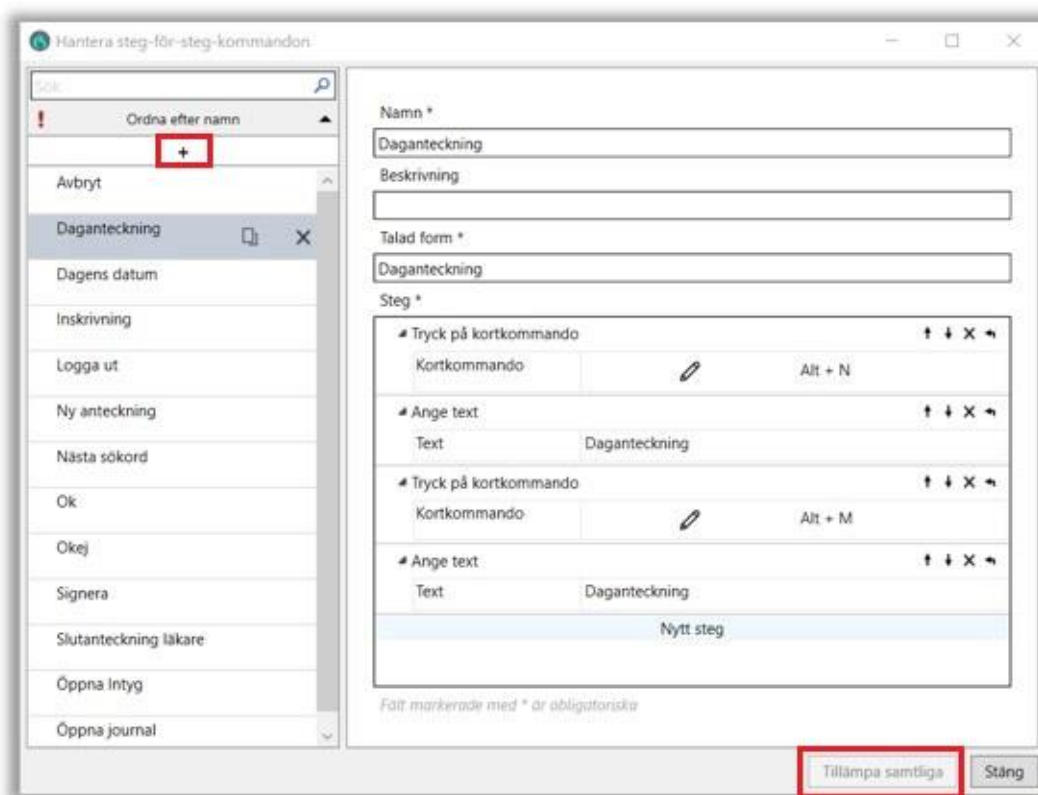 Hantera steg-för-steg-kommandon
Sök
! Ordna efter namn
+
Avbryt
Daganteckning
Dagens datum
Inskrivning
Logga ut
Ny anteckning
Nästa sökord
Ok
Okej
Signera
Slutanteckning läkare
Öppna Intyg
Öppna journal
Namn *
Daganteckning
Beskrivning
Talad form *
Daganteckning
Steg *
Tryck på kortkommando
Kortkommando Alt + N
Ange text
Text Daganteckning
Tryck på kortkommando
Kortkommando Alt + M
Ange text
Text Daganteckning
Nytt steg
Fält markerade med * är obligatoriska
Tillämpa samtliga Stäng